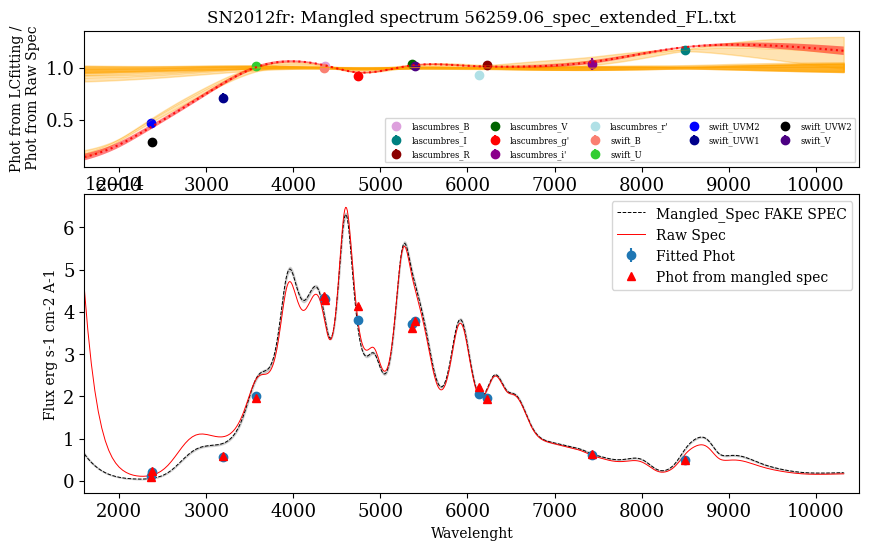 SN2012fr: Mangled spectrum 56259.06_spec_extended_FL.txt
Phot from LCfitting /
Phot from Raw Spec
1.0
0.5
lascumbres_B
lascumbres_I
lascumbres_R
lascumbres_V
lascumbres_g'
lascumbres_i'
lascumbres_r'
swift_B
swift_U
swift_UVM2
swift_UVW1
swift_UVW2
swift_V
2000 3000 4000 5000 6000 7000 8000 9000 10000
1e−14
Flux erg s-1 cm-2 A-1
6
5
4
3
2
1
0
Mangled_Spec FAKE SPEC
Raw Spec
Fitted Phot
Phot from mangled spec
2000 3000 4000 5000 6000 7000 8000 9000 10000
Wavelenght